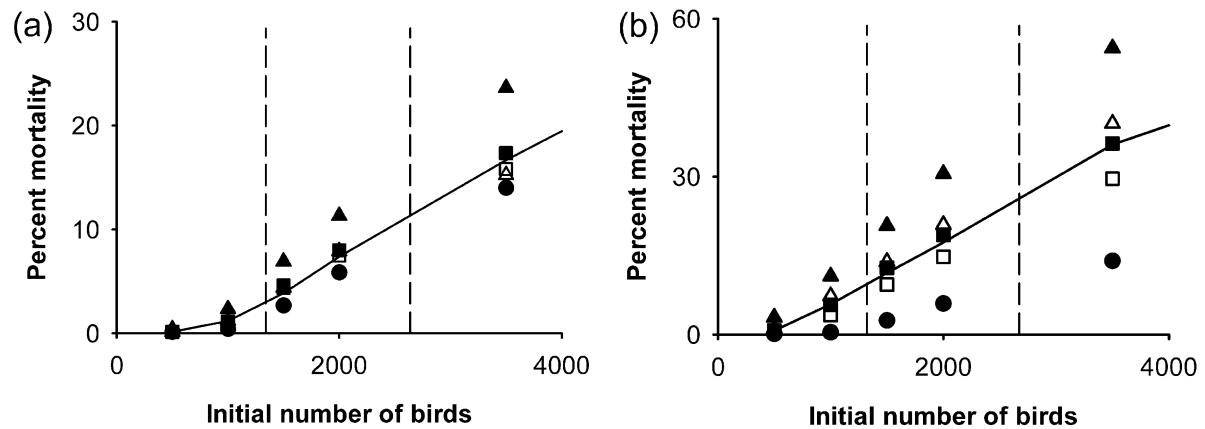 (a)
Percent mortality
30
20
10
0
0 2000 4000
Initial number of birds
(b)
Percent mortality
60
30
0
0 2000 4000
Initial number of birds